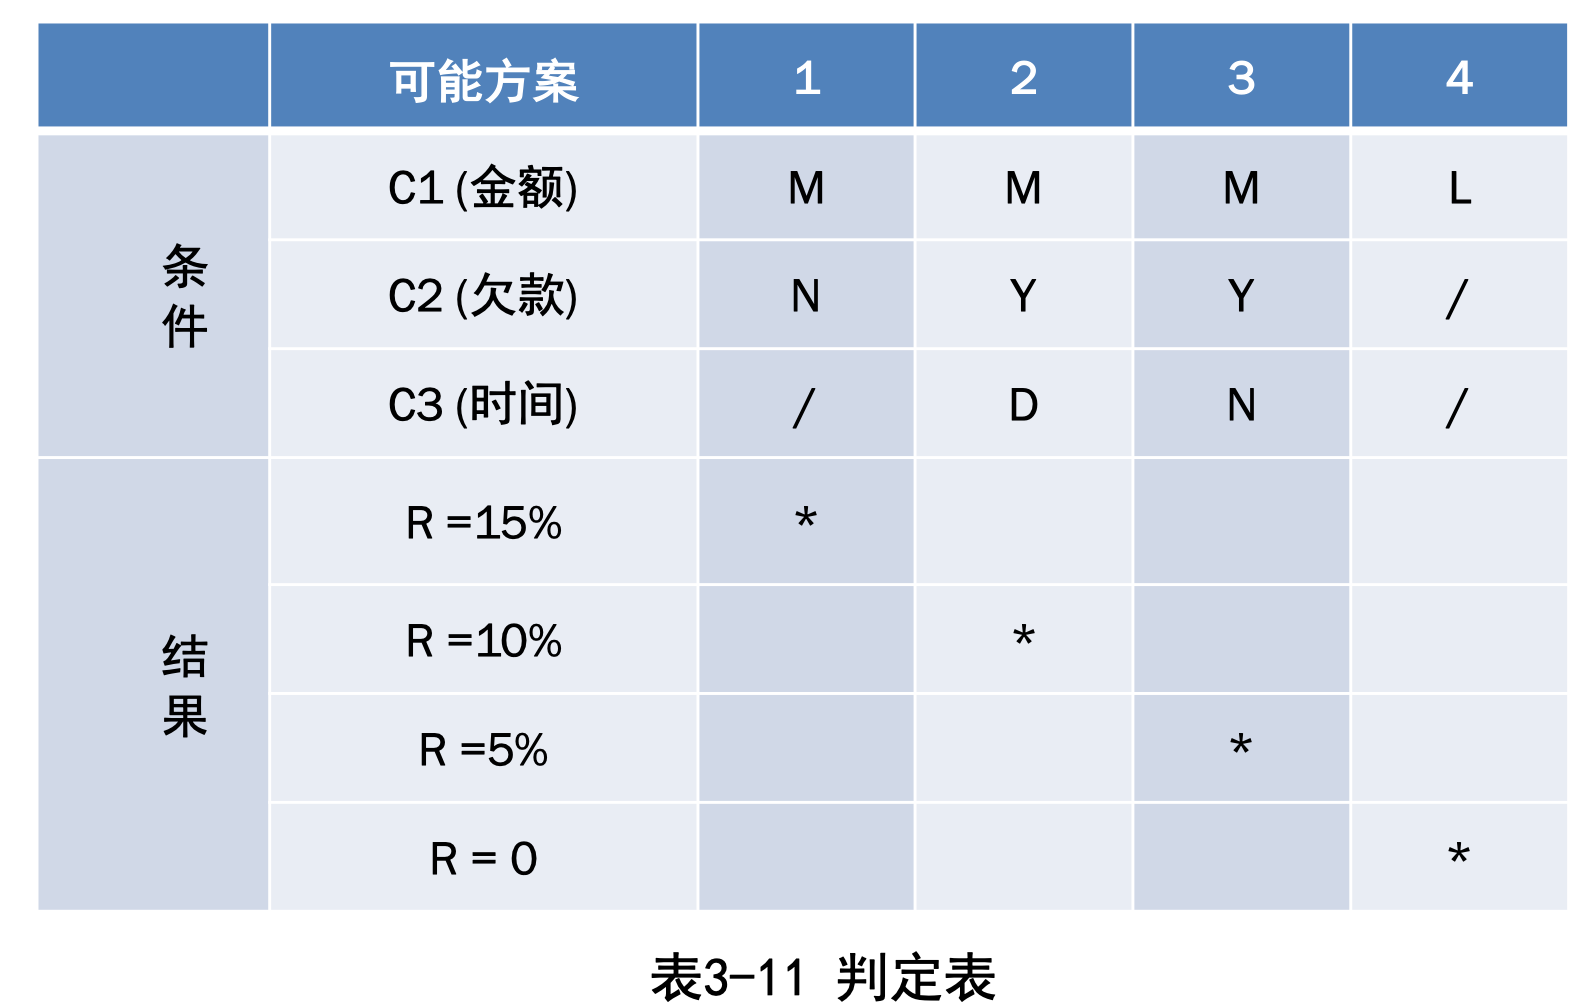 可能方案 1 2 3 4
条件
C1 (金额) M M M L
C2 (欠款) N Y Y /
C3 (时间) / D N /
结果
R =15% *
R =10% *
R =5% *
R = 0 *
表3-11 判定表